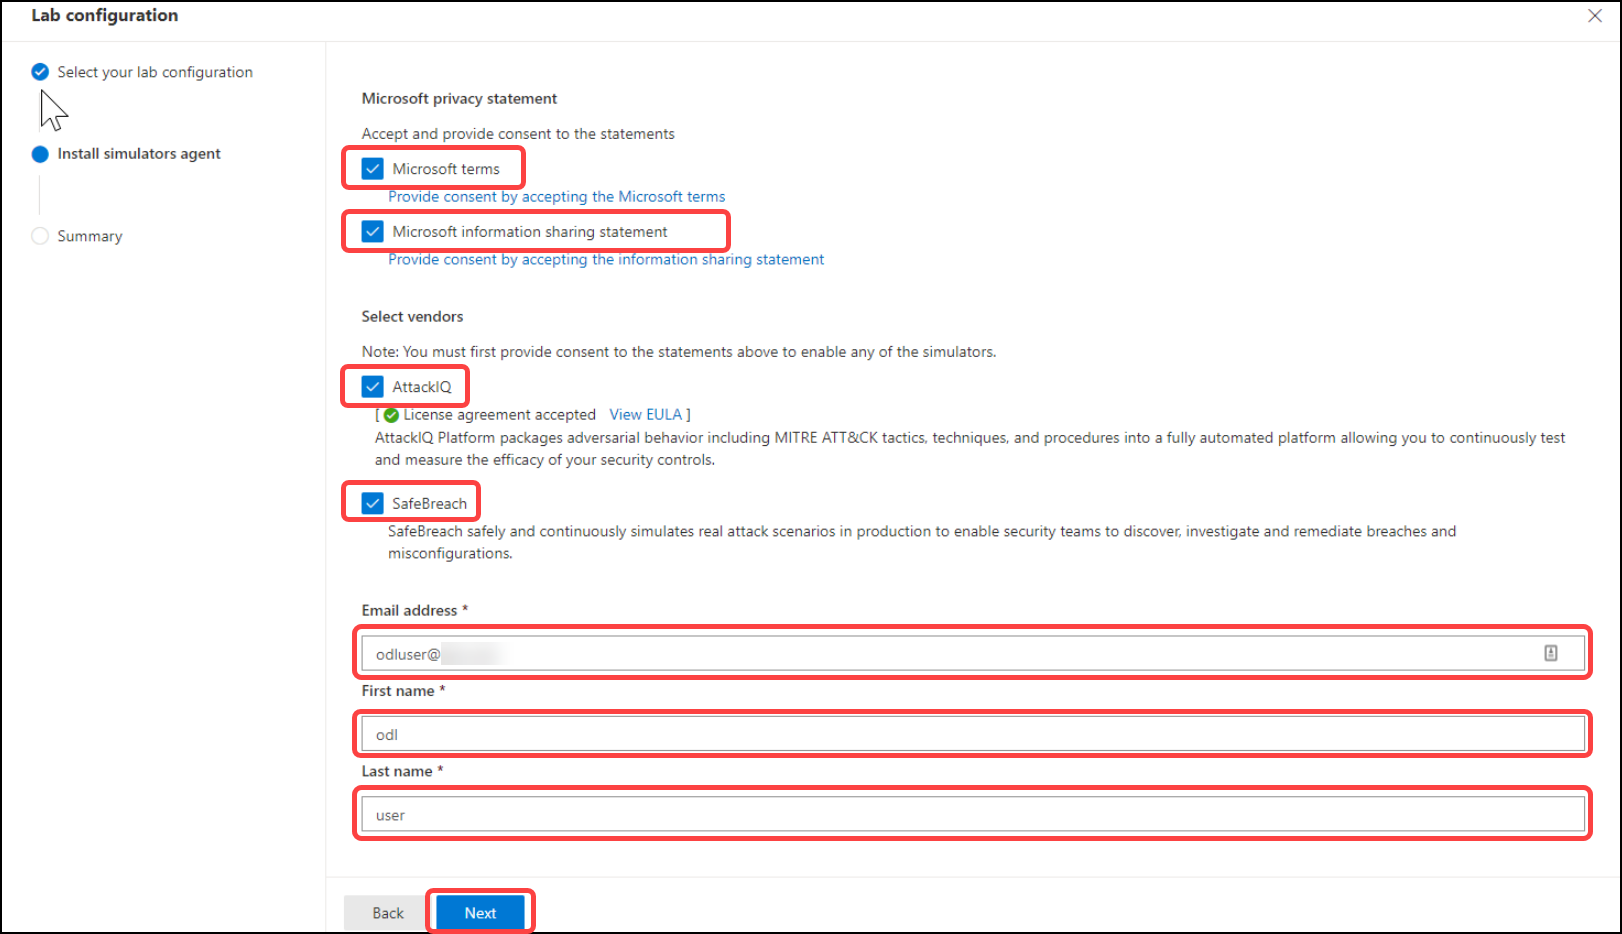 Lab configuration
Select your lab configuration
Install simulators agent
Summary
Microsoft privacy statement
Accept and provide consent to the statements
Microsoft terms
Provide consent by accepting the Microsoft terms
Microsoft information sharing statement
Provide consent by accepting the information sharing statement
Select vendors
Note: You must first provide consent to the statements above to enable any of the simulators.
AttackIQ
[ License agreement accepted View EULA ]
AttackIQ Platform packages adversarial behavior including MITRE ATT&CK tactics, techniques, and procedures into a fully automated platform allowing you to continuously test
and measure the efficacy of your security controls.
SafeBreach
SafeBreach safely and continuously simulates real attack scenarios in production to enable security teams to discover, investigate and remediate breaches and
misconfigurations.
Email address *
odluser@
First name *
odl
Last name *
user
Back
Next